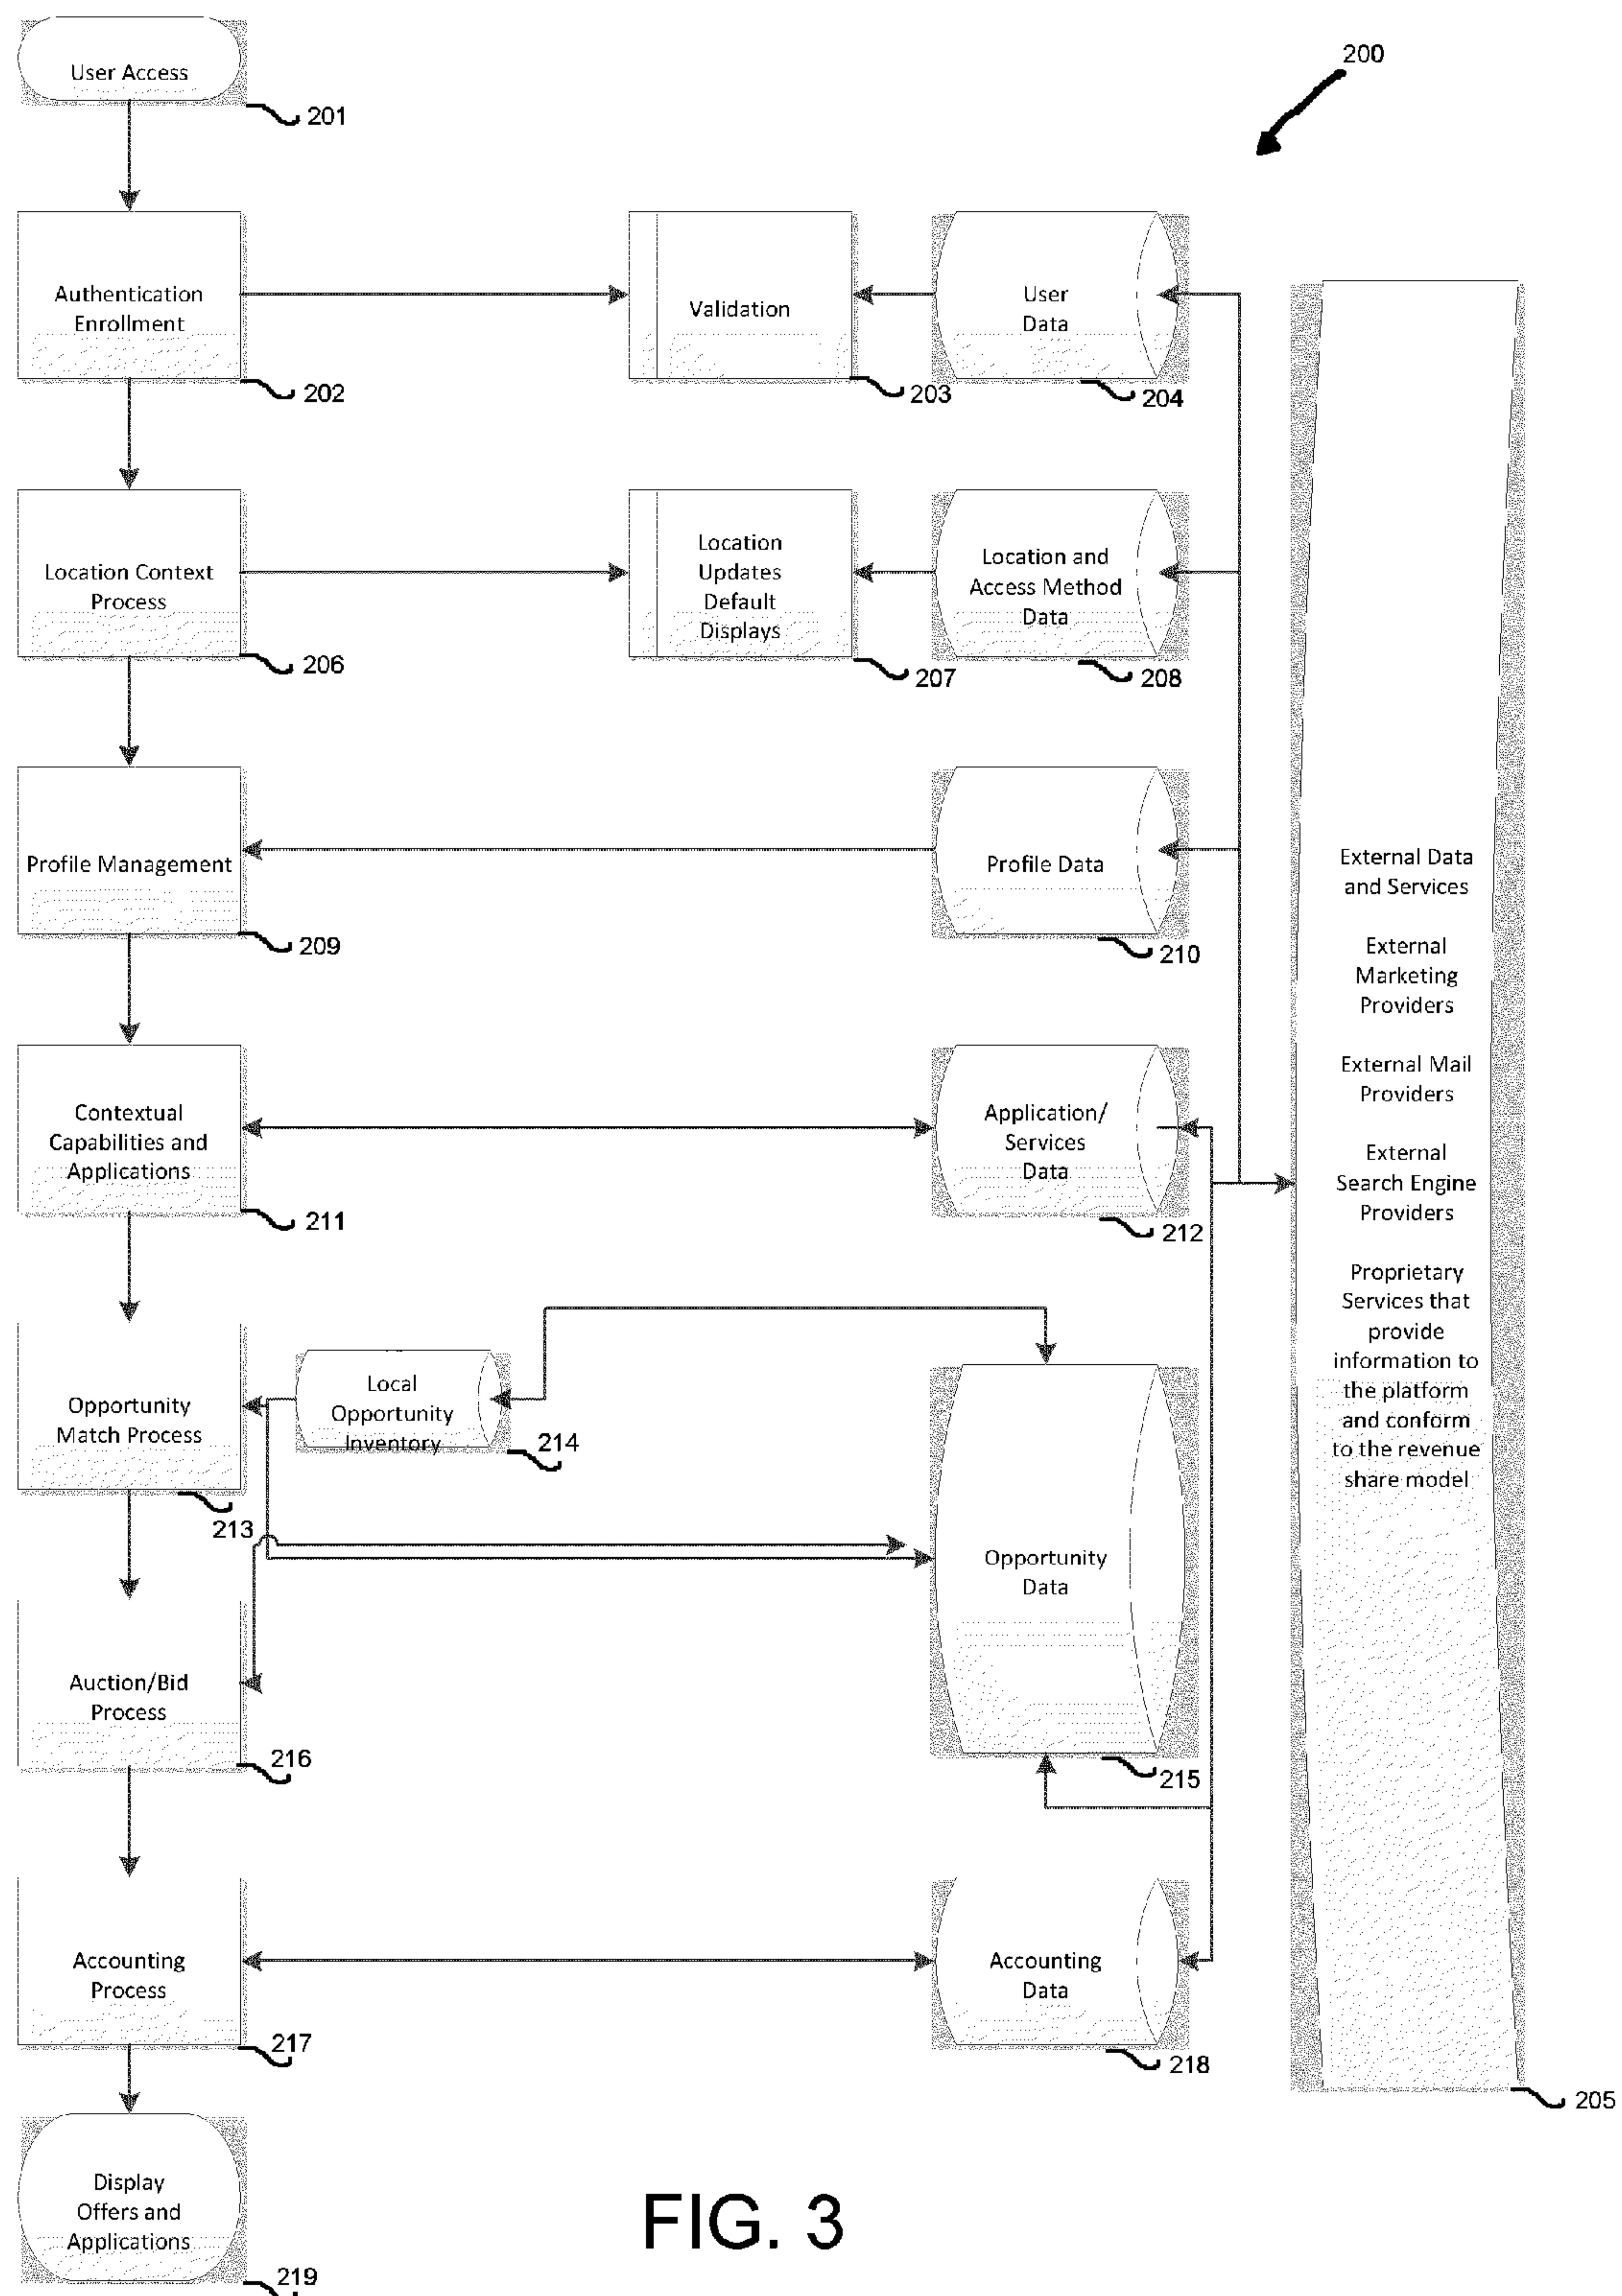 User Access
201
200
Authentication
Enrollment
202
Validation
203
User
Data
204
Location Context
Process
206
Location
Updates
Default
Displays
207
Location and
Access Method
Data
208
Profile Management
209
Profile Data
210
External Data
and Services
External
Marketing
Providers
External Mail
Providers
External
Search Engine
Providers
Proprietary
Services that
provide
information to
the platform
and conform
to the revenue
share model
205
Contextual
Capabilities and
Applications
211
Application/
Services
Data
212
Opportunity
Match Process
213
Local
Opportunity
Inventory
214
Opportunity
Data
215
Auction/Bid
Process
216
Accounting
Process
217
Accounting
Data
218
Display
Offers and
Applications
219
FIG. 3